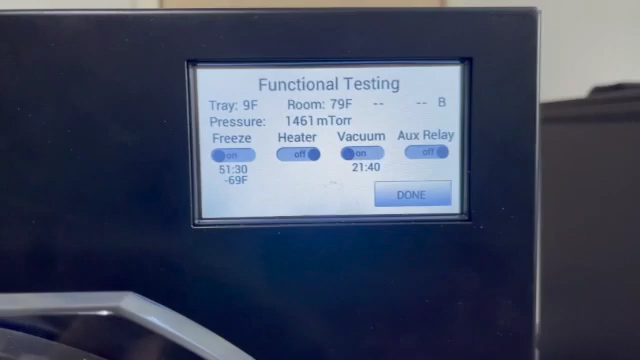 Functional Testing
Tray: 9F Room: 79F -- -- B
Pressure: 1461 mTorr
Freeze Heater Vacuum Aux Relay
on off on off
51:30 21:40
-69F
DONE